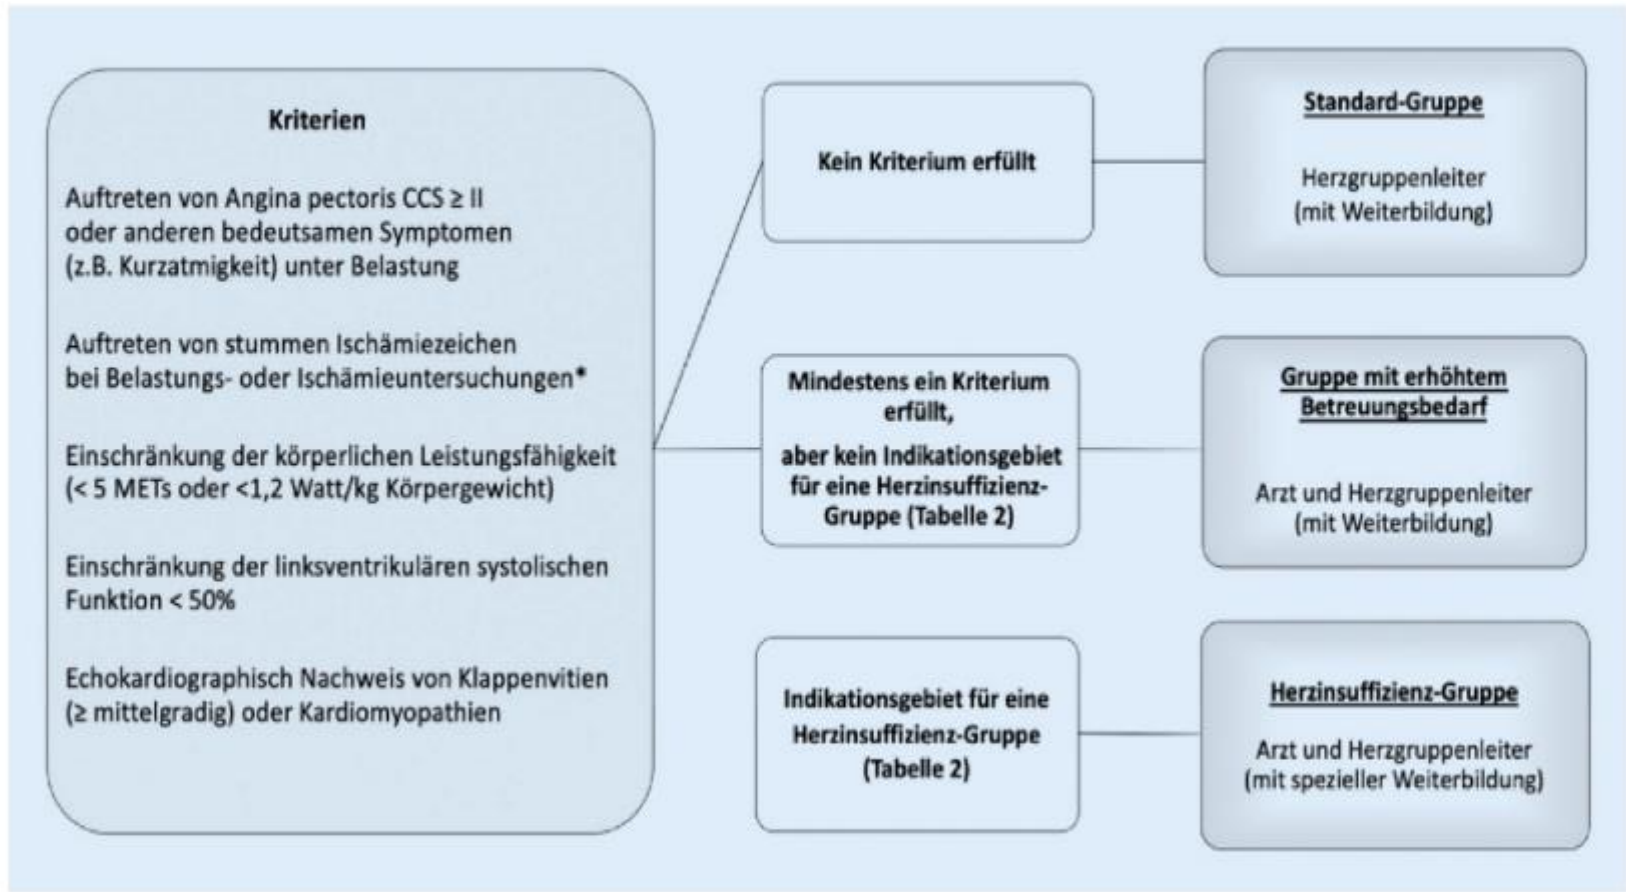 Kriterien
Auftreten von Angina pectoris CCS ≥ II
oder anderen bedeutsamen Symptomen
(z.B. Kurzatmigkeit) unter Belastung
Auftreten von stummen Ischämiezeichen
bei Belastungs- oder Ischämieuntersuchungen*
Einschränkung der körperlichen Leistungsfähigkeit
(< 5 METs oder <1,2 Watt/kg Körpergewicht)
Einschränkung der linksventrikulären systolischen
Funktion < 50%
Echokardiographisch Nachweis von Klappenvitien
(≥ mittelgradig) oder Kardiomyopathien
Kein Kriterium erfüllt
Standard-Gruppe
Herzgruppenleiter
(mit Weiterbildung)
Mindestens ein Kriterium
erfüllt,
aber kein Indikationsgebiet
für eine Herzinsuffizienz-
Gruppe (Tabelle 2)
Gruppe mit erhöhtem
Betreuungsbedarf
Arzt und Herzgruppenleiter
(mit Weiterbildung)
Indikationsgebiet für eine
Herzinsuffizienz-Gruppe
(Tabelle 2)
Herzinsuffizienz-Gruppe
Arzt und Herzgruppenleiter
(mit spezieller Weiterbildung)